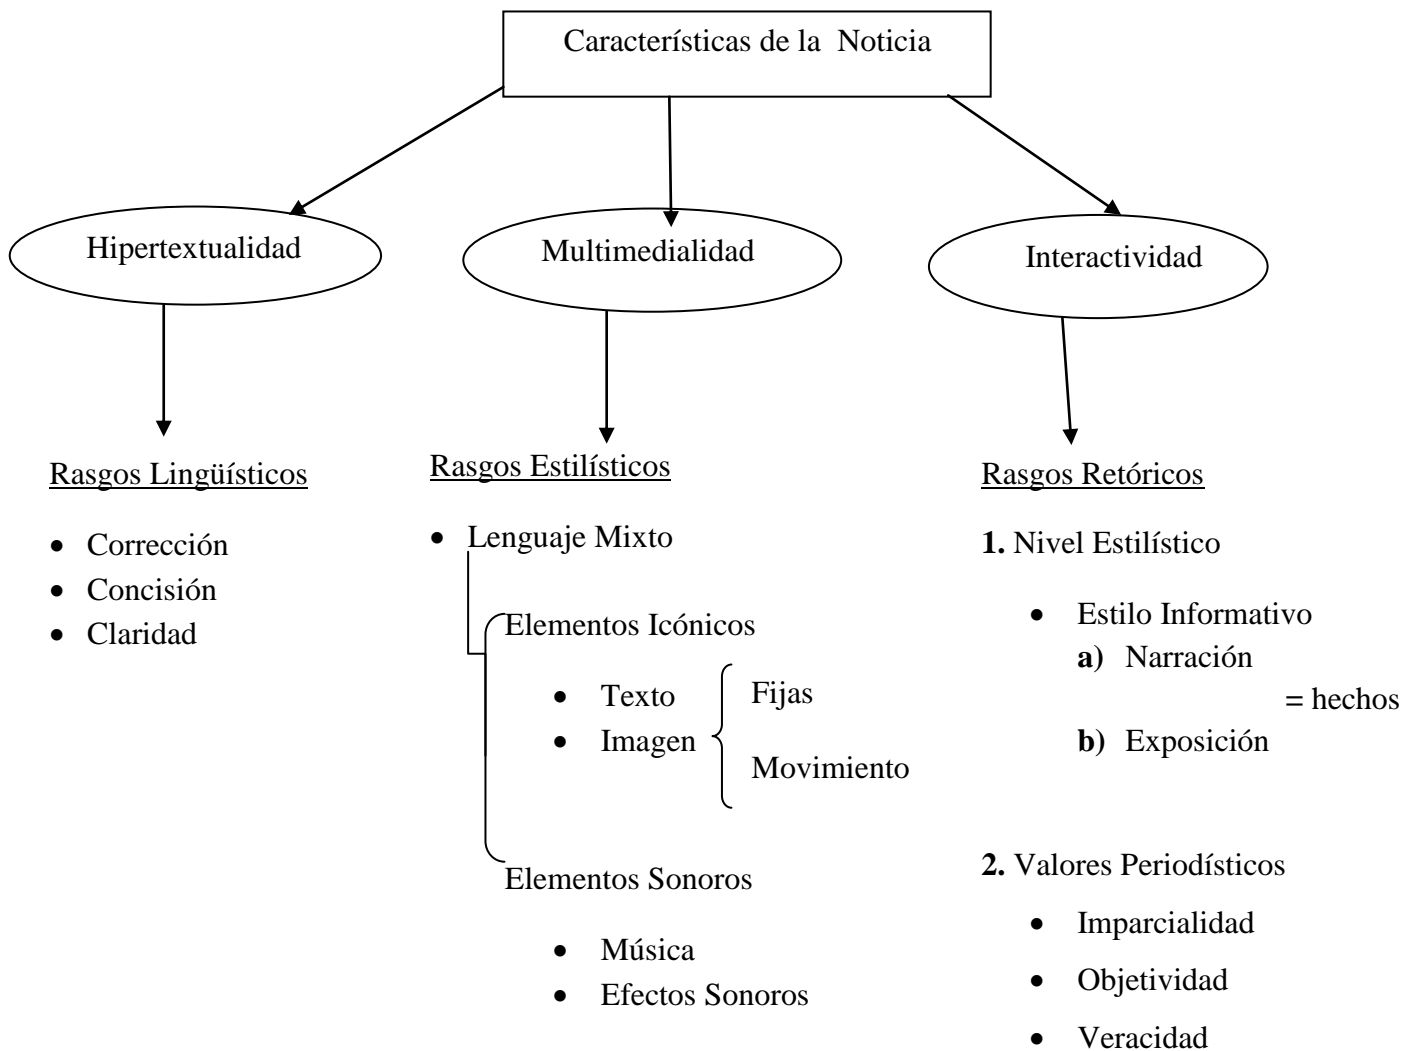 Características de la  Noticia
Hipertextualidad
Multimedialidad
Interactividad
Rasgos Lingüísticos
• Corrección
• Concisión
• Claridad
Rasgos Estilísticos
• Lenguaje Mixto
Elementos Icónicos
• Texto
• Imagen
Fijas
Movimiento
Elementos Sonoros
• Música
• Efectos Sonoros
Rasgos Retóricos
1. Nivel Estilístico
• Estilo Informativo
a) Narración
= hechos
b) Exposición
2. Valores Periodísticos
• Imparcialidad
• Objetividad
• Veracidad